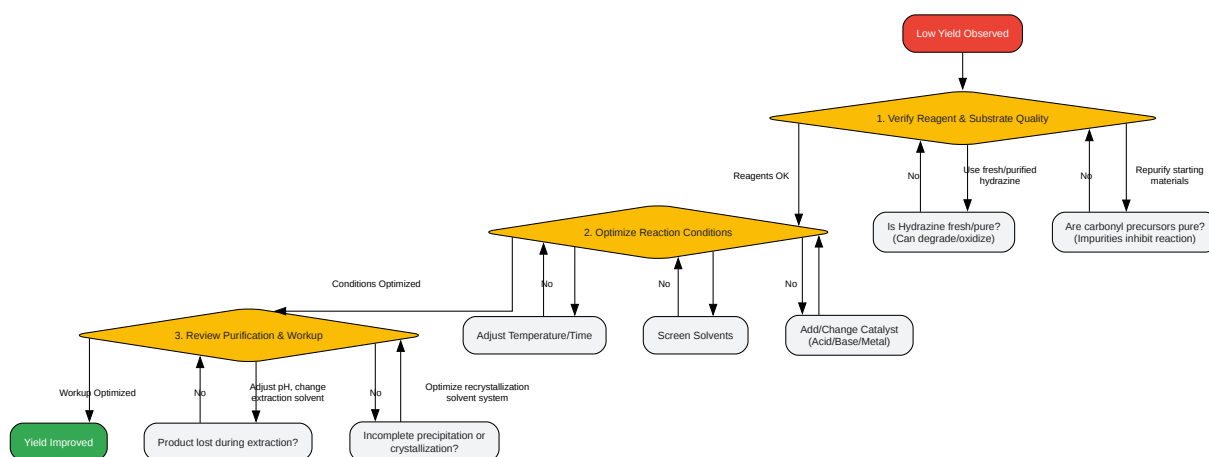 Low Yield Observed
1. Verify Reagent & Substrate Quality
Reagents OK
No
Use fresh/purified
hydrazine
No
Repurify starting
materials
Is Hydrazine fresh/pure?
(Can degrade/oxidize)
Are carbonyl precursors pure?
(Impurities inhibit reaction)
2. Optimize Reaction Conditions
Conditions Optimized
No
No
No
Adjust Temperature/Time
Screen Solvents
Add/Change Catalyst
(Acid/Base/Metal)
3. Review Purification & Workup
Workup Optimized
No
Adjust pH, change
extraction solvent
No
Optimize recrystallization
solvent system
Yield Improved
Product lost during extraction?
Incomplete precipitation or
crystallization?